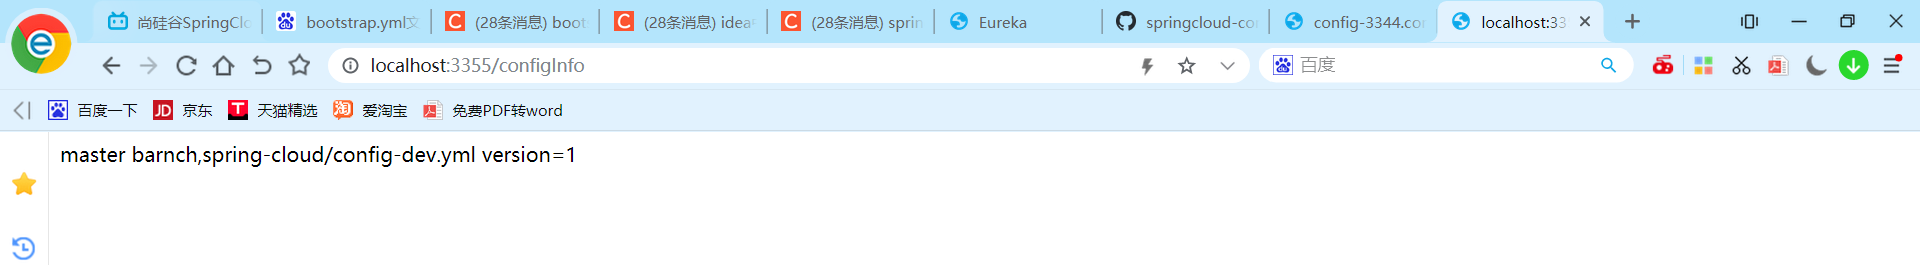 尚硅谷SpringClo
bootstrap.yml文
(28条消息) boot
(28条消息) idea
(28条消息) sprin
Eureka
springcloud-co
config-3344.co
localhost:33
localhost:3355/configInfo
百度
百度一下
京东
天猫精选
爱淘宝
免费PDF转word
master barnch,spring-cloud/config-dev.yml version=1